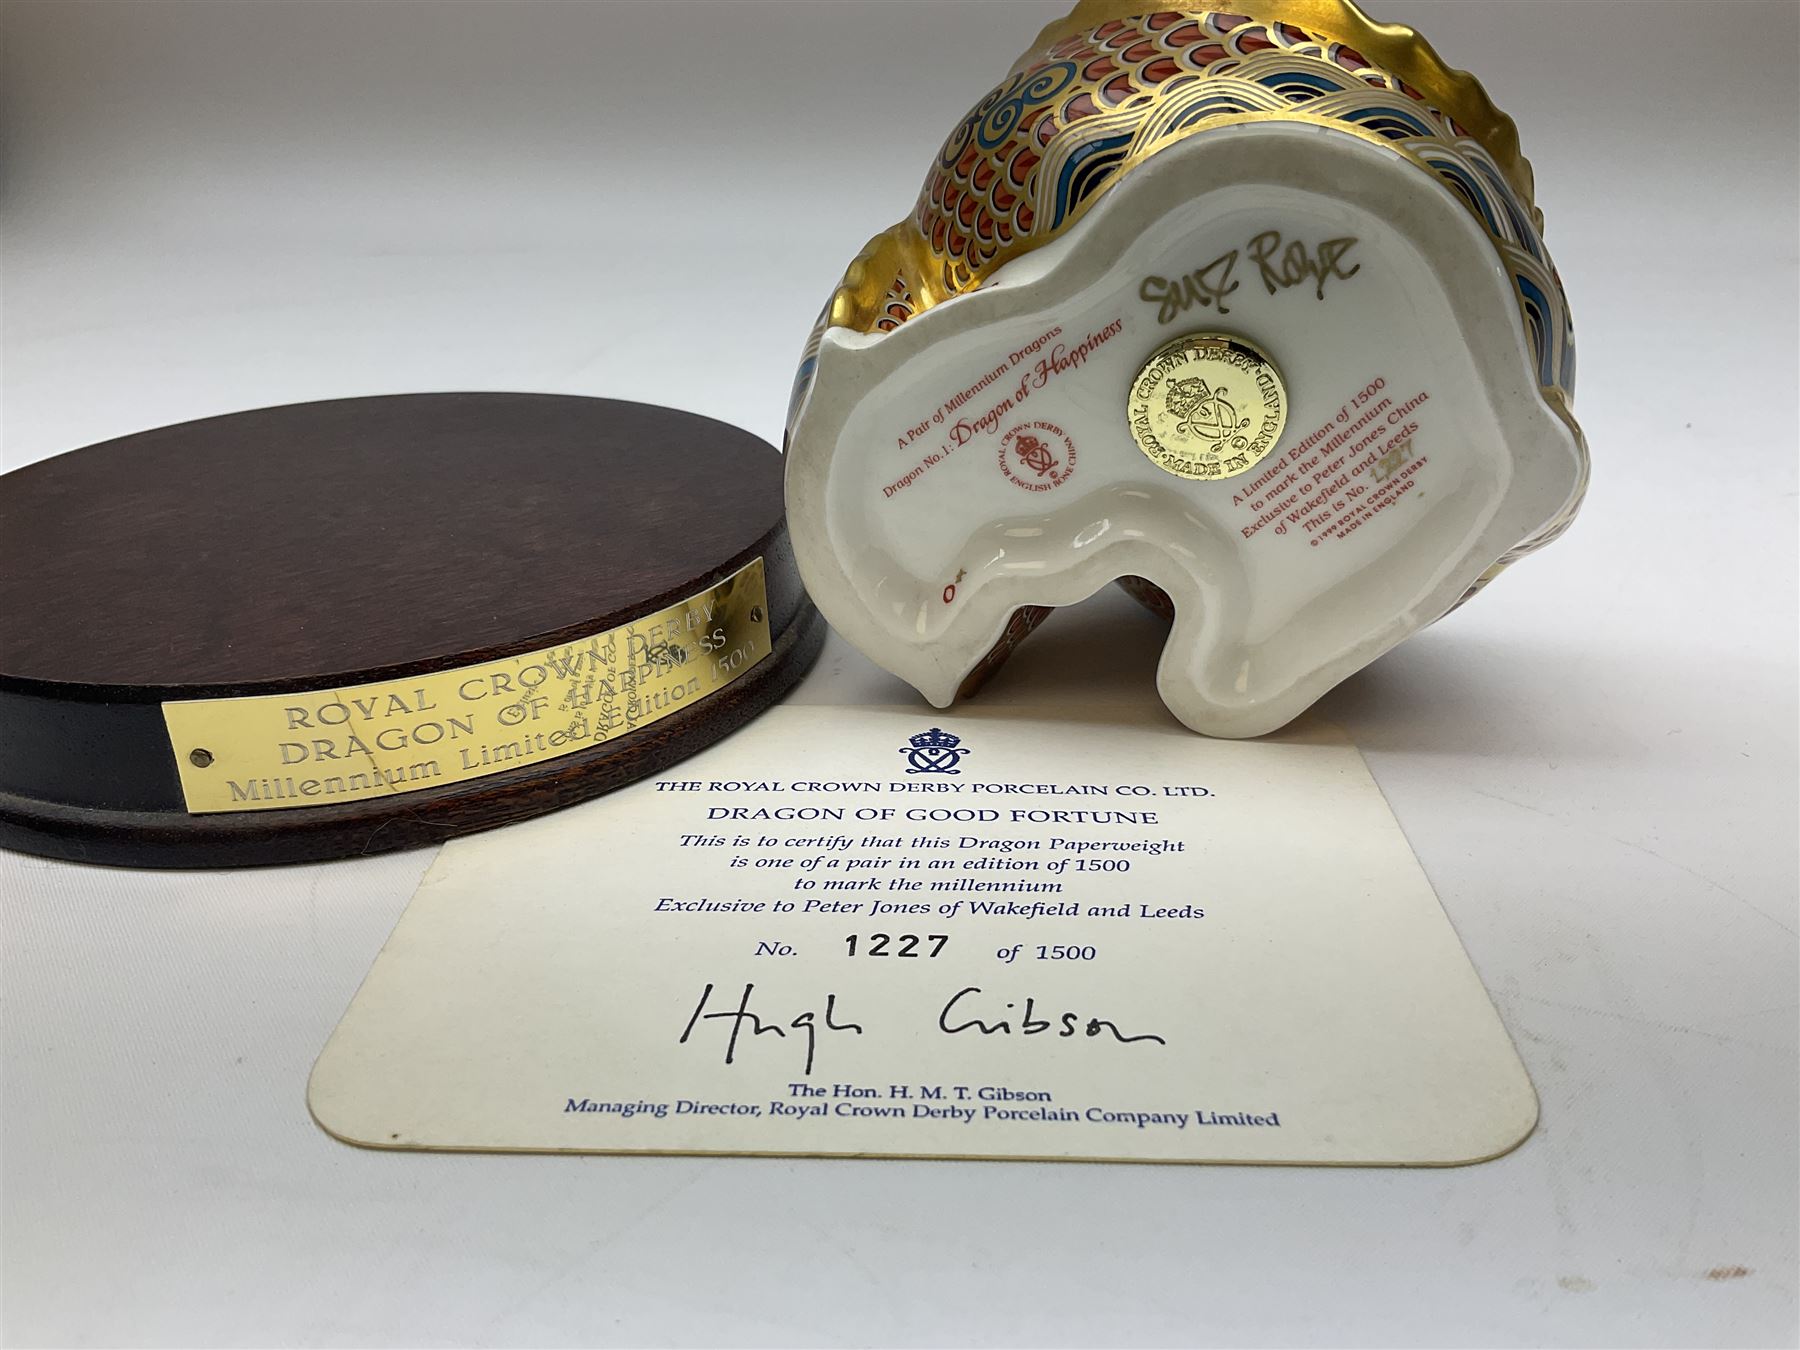 Sue Rowe
A Pair of Millennium Dragons
Dragon No.1: Dragon of Happiness
ROYAL CROWN DERBY
ENGLISH BONE CHINA
ROYAL CROWN DERBY
MADE IN ENGLAND
A Limited Edition of 1500
to mark the Millennium
Exclusive to Peter Jones China
of Wakefield and Leeds
This is No. 1227
© 1999 ROYAL CROWN DERBY
MADE IN ENGLAND
ROYAL CROWN DERBY
DRAGON OF HAPPINESS
Millennium Limited Edition 1500
THE ROYAL CROWN DERBY PORCELAIN CO. LTD.
DRAGON OF GOOD FORTUNE
This is to certify that this Dragon Paperweight
is one of a pair in an edition of 1500
to mark the millennium
Exclusive to Peter Jones of Wakefield and Leeds
No. 1227 of 1500
Hugh Gibson
The Hon. H. M. T. Gibson
Managing Director, Royal Crown Derby Porcelain Company Limited